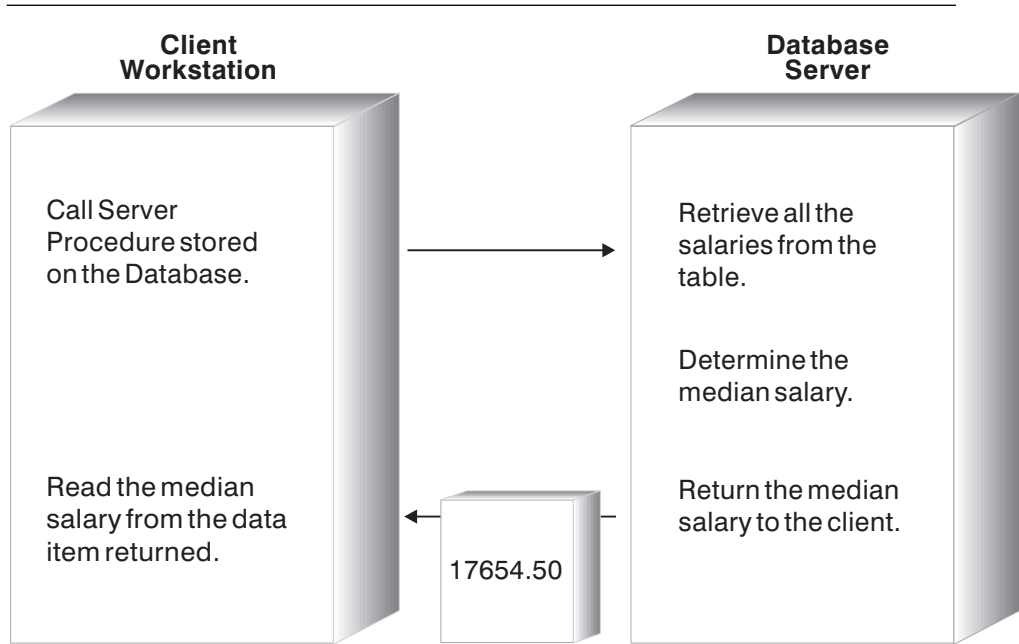 Client
Workstation
Database
Server
Call Server
Procedure stored
on the Database.
Retrieve all the
salaries from the
table.
Determine the
median salary.
Read the median
salary from the data
item returned.
17654.50
Return the median
salary to the client.